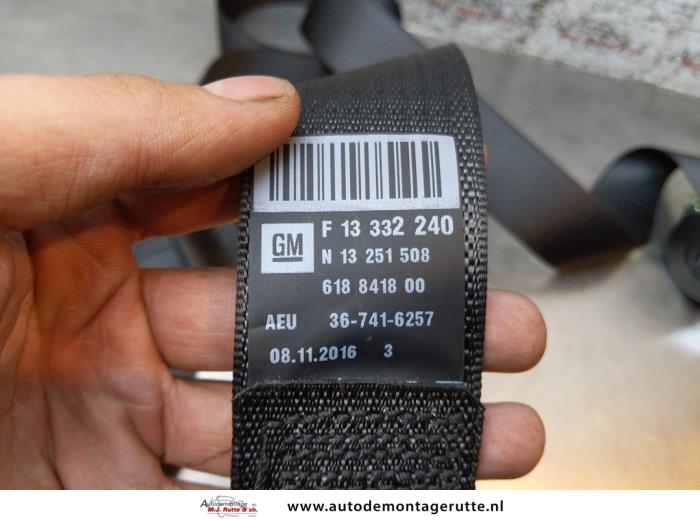 F 13 332 240
GM
N 13 251 508
618 8418 00
AEU 36-741-6257
08.11.2016 3
Autodemontage
M.J. Rutte & zn.
www.autodemontagerutte.nl